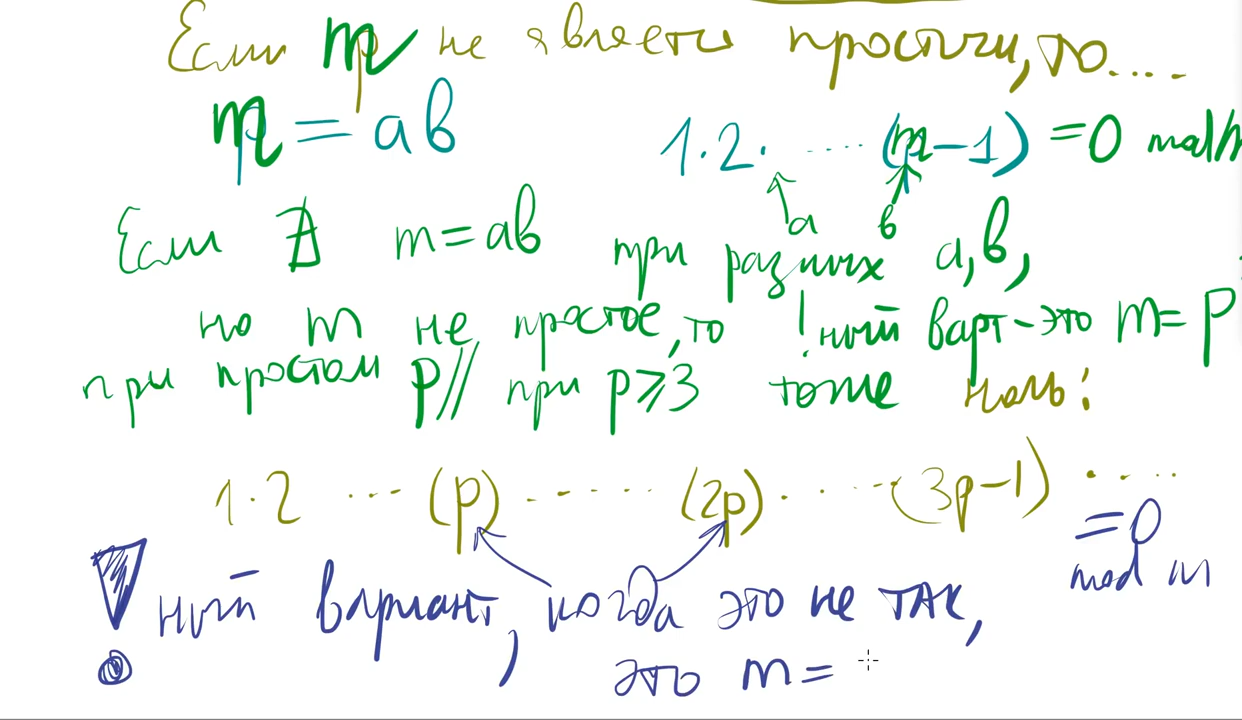 Если m не является простым, то....
m = ab 1·2· .... (m-1) = 0 mod m
a b
Если ∄ m = ab при разных a, b,
но m не простое, то !ный вар-т - это m = p
при простом p // при p ⩾ 3 тоже ноль!
1·2 ... (p) ...... (2p) ..... (3p-1) .....
= 0
mod m
!ный вариант, когда это не так,
это m =